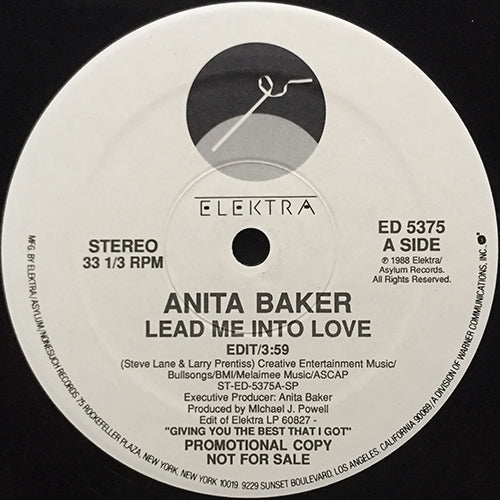 ELEKTRA
STEREO
33 1/3 RPM
ED 5375
A SIDE
℗ 1988 Elektra/
Asylum Records.
All Rights Reserved.
ANITA BAKER
LEAD ME INTO LOVE
EDIT/3:59
(Steve Lane & Larry Prentiss) Creative Entertainment Music/
Bullsongs/BMI/Melaimee Music/ASCAP
ST-ED-5375A-SP
Executive Producer: Anita Baker
Produced by MIchael J. Powell
Edit of Elektra LP 60827 -
"GIVING YOU THE BEST THAT I GOT"
PROMOTIONAL COPY
NOT FOR SALE
MFG. BY ELEKTRA/ASYLUM/NONESUCH RECORDS 75 ROCKEFELLER PLAZA, NEW YORK, NEW YORK 10019. 9229 SUNSET BOULEVARD, LOS ANGELES, CALIFORNIA 90069/A DIVISION OF WARNER COMMUNICATIONS, INC.